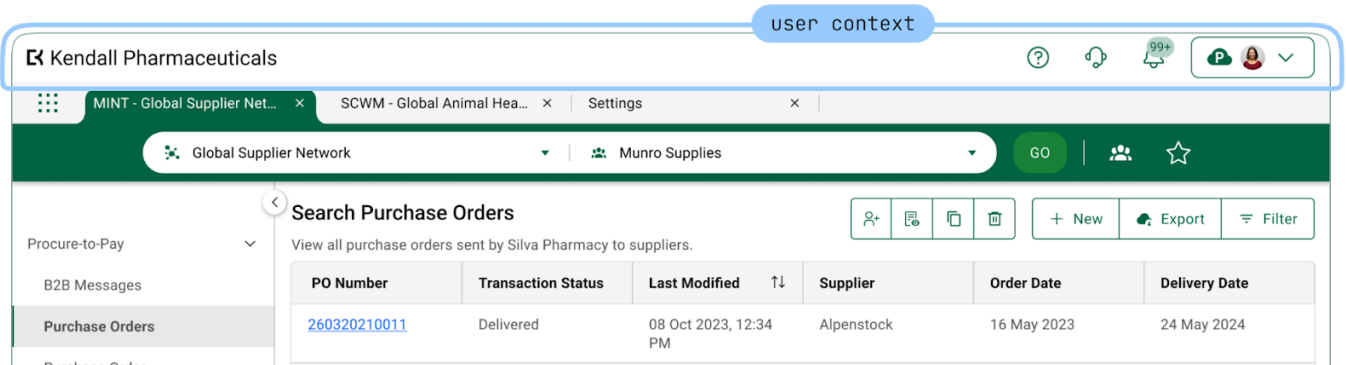 user context
Kendall Pharmaceuticals
99+
P
MINT - Global Supplier Net...
SCWM - Global Animal Hea...
Settings
Global Supplier Network
Munro Supplies
GO
Search Purchase Orders
New
Export
Filter
Procure-to-Pay
View all purchase orders sent by Silva Pharmacy to suppliers.
B2B Messages
PO Number
Transaction Status
Last Modified
Supplier
Order Date
Delivery Date
Purchase Orders
260320210011
Delivered
08 Oct 2023, 12:34
PM
Alpenstock
16 May 2023
24 May 2024